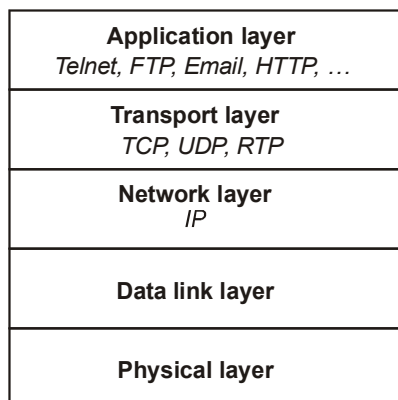 Application layer
Telnet, FTP, Email, HTTP, …
Transport layer
TCP, UDP, RTP
Network layer
IP
Data link layer
Physical layer